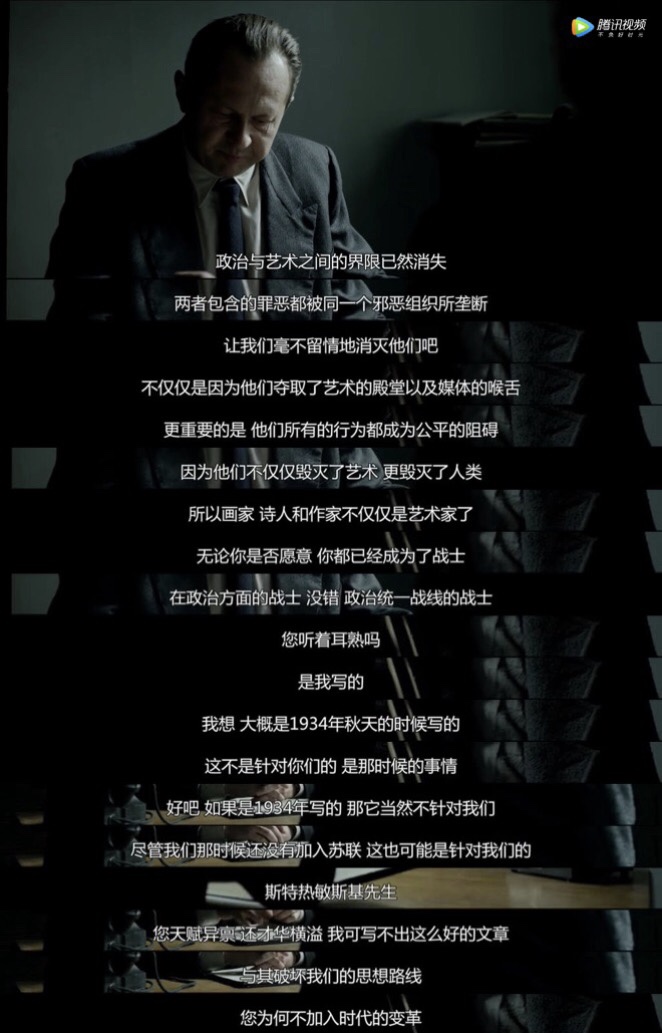 腾讯视频
不负好时光
政治与艺术之间的界限已然消失
两者包含的罪恶都被同一个邪恶组织所垄断
让我们毫不留情地消灭他们吧
不仅仅是因为他们夺取了艺术的殿堂以及媒体的喉舌
更重要的是 他们所有的行为都成为公平的阻碍
因为他们不仅仅毁灭了艺术 更毁灭了人类
所以画家 诗人和作家不仅仅是艺术家了
无论你是否愿意 你都已经成为了战士
在政治方面的战士 没错 政治统一战线的战士
您听着耳熟吗
是我写的
我想 大概是1934年秋天的时候写的
这不是针对你们的 是那时候的事情
好吧 如果是1934年写的 那它当然不针对我们
尽管我们那时候还没有加入苏联 这也可能是针对我们的
斯特热敏斯基先生
您天赋异禀 还才华横溢 我可写不出这么好的文章
与其破坏我们的思想路线
您为何不加入时代的变革